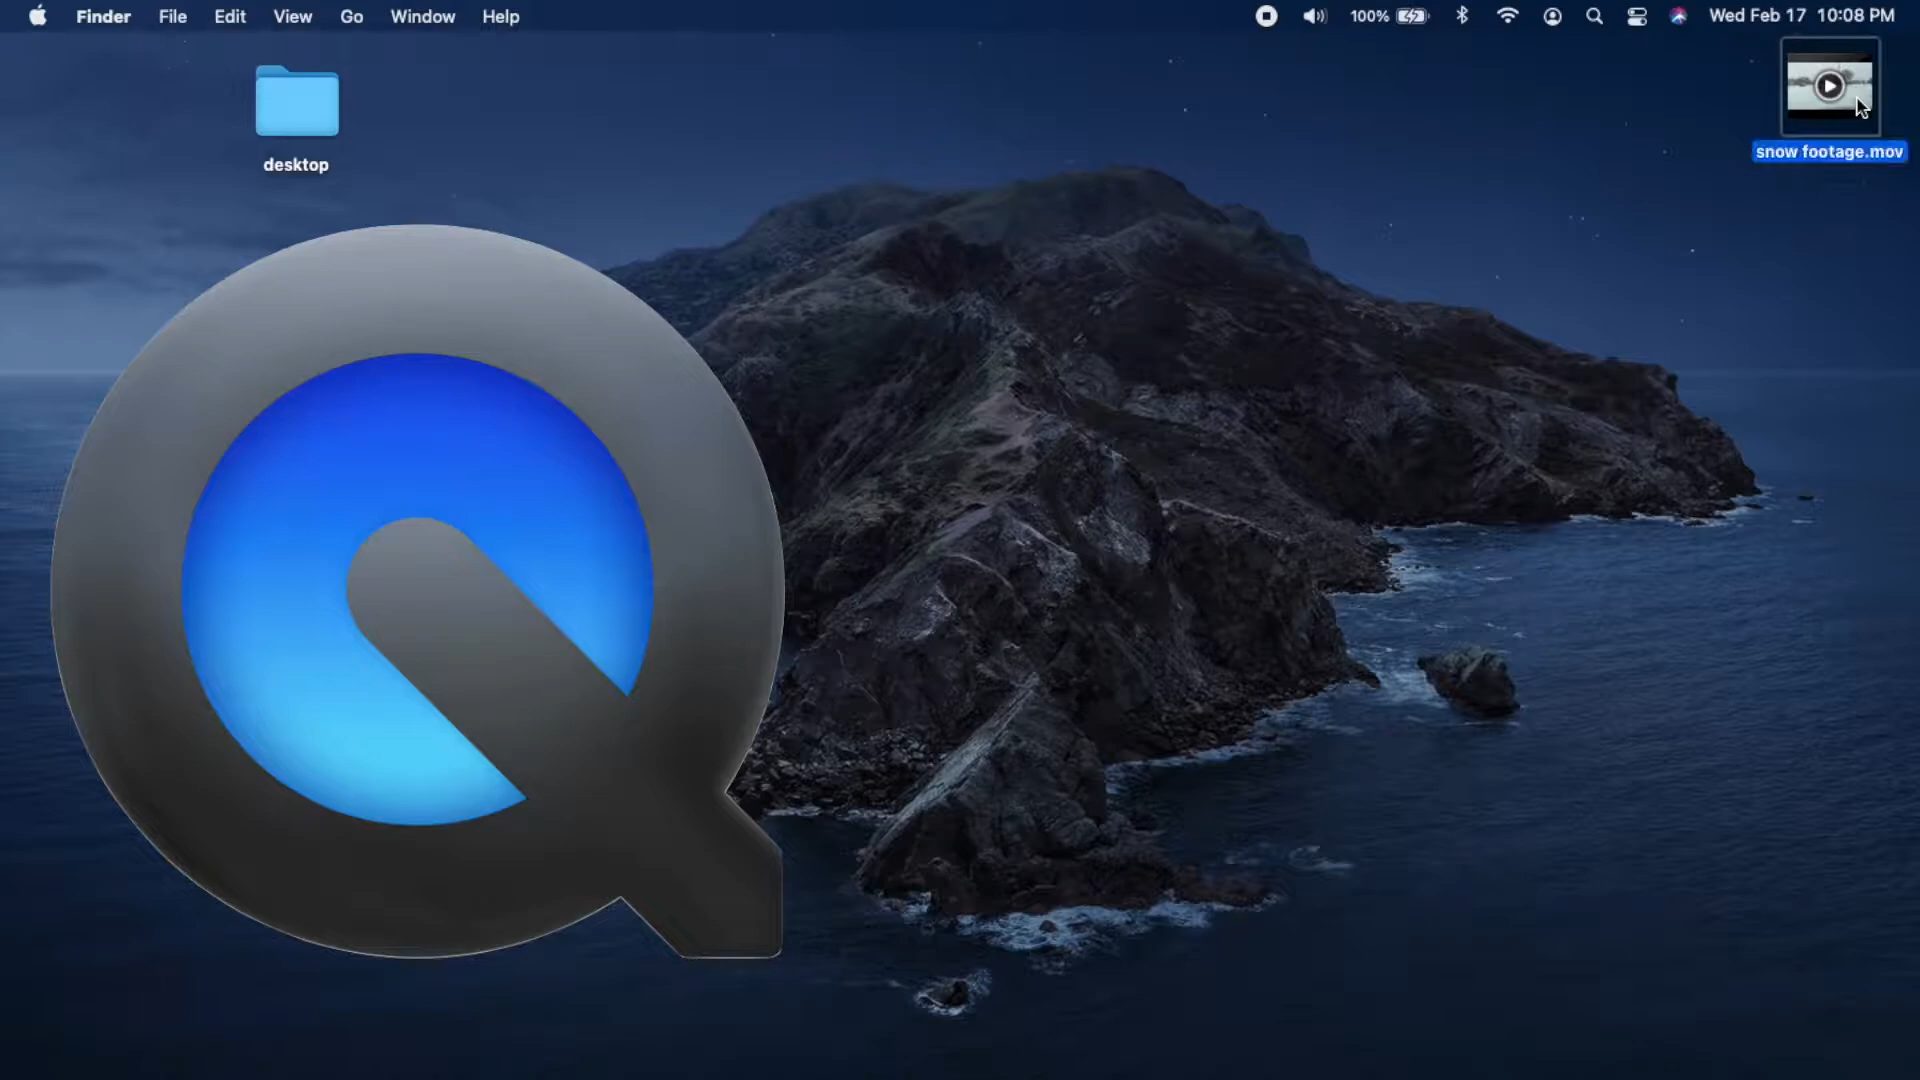 Finder File Edit View Go Window Help 100% Wed Feb 17 10:08 PM
desktop
snow footage.mov